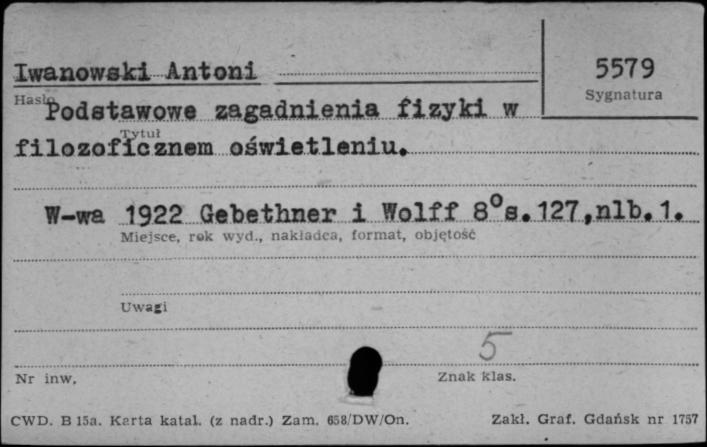 Iwanowski Antoni 5579
Hasło Sygnatura
Podstawowe zagadnienia fizyki w
Tytuł
filozoficznem oświetleniu.
W-wa 1922 Gebethner i Wolff 8° s.127,nlb.1.
Miejsce, rok wyd., nakładca, format, objętość
Uwagi
5
Nr inw. Znak klas.
CWD. B 15a. Karta katal. (z nadr.) Zam. 658/DW/On. Zakł. Graf. Gdańsk nr 1757